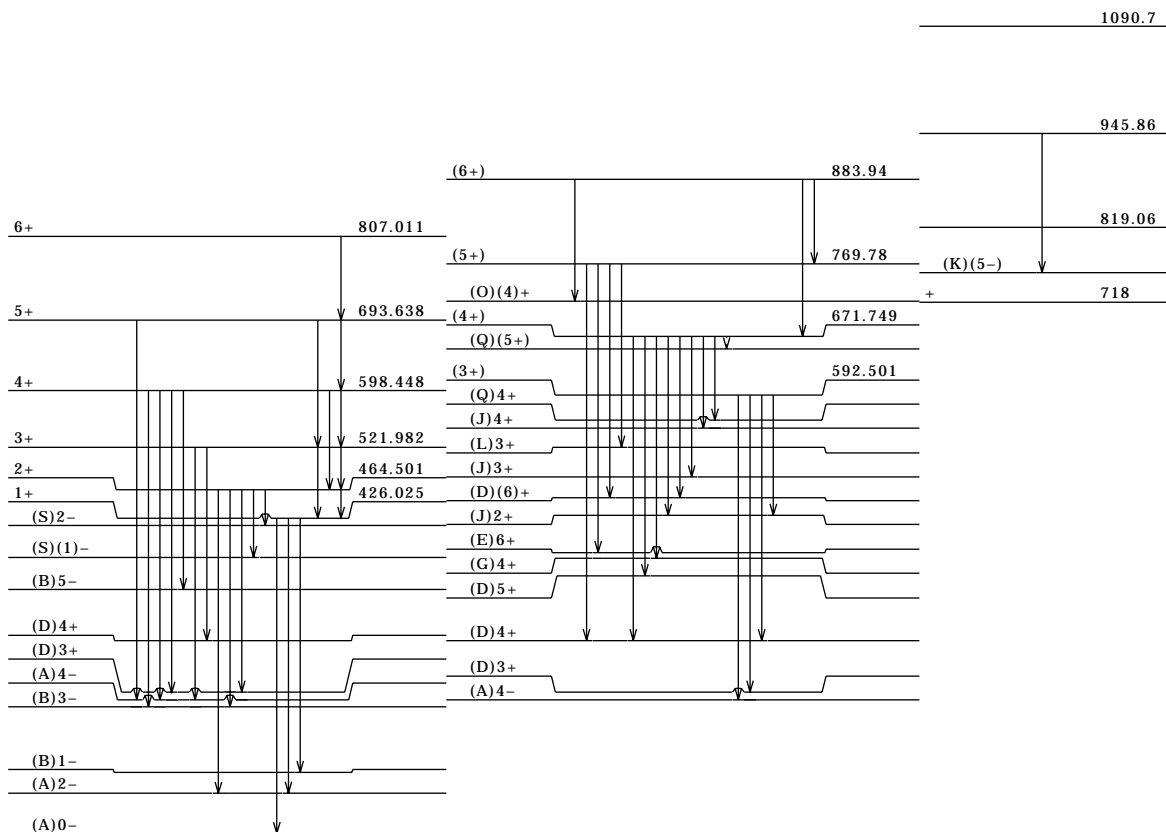 1090.7
945.86
(6+) 883.94
6+ 807.011
819.06
(5+) 769.78
(K)(5−)
(O)(4)+
+ 718
5+ 693.638
(4+) 671.749
(Q)(5+)
4+ 598.448
(3+) 592.501
(Q)4+
(J)4+
3+ 521.982
(L)3+
2+ 464.501
(J)3+
1+ 426.025
(D)(6)+
(S)2−
(J)2+
(E)6+
(S)(1)−
(G)4+
(B)5−
(D)5+
(D)4+
(D)4+
(D)3+
(D)3+
(A)4−
(A)4−
(B)3−
(B)1−
(A)2−
(A)0−